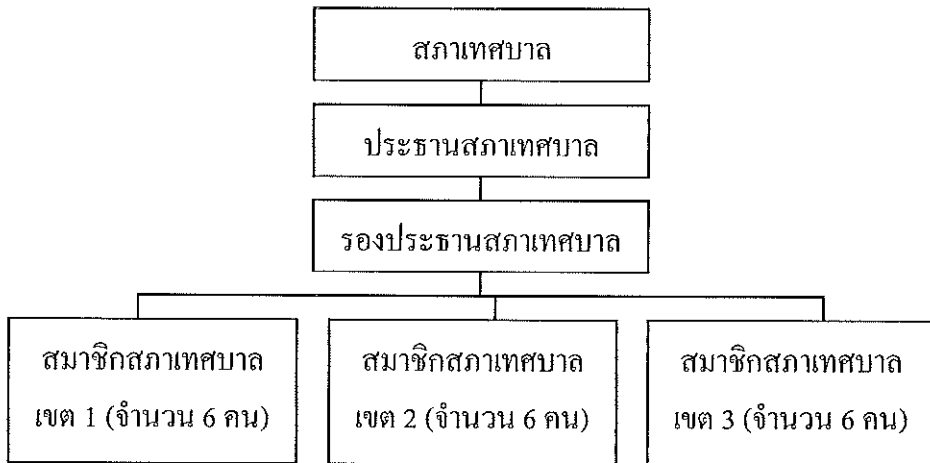 สภาเทศบาล
ประธานสภาเทศบาล
รองประธานสภาเทศบาล
สมาชิกสภาเทศบาล
เขต 1 (จำนวน 6 คน)
สมาชิกสภาเทศบาล
เขต 2 (จำนวน 6 คน)
สมาชิกสภาเทศบาล
เขต 3 (จำนวน 6 คน)